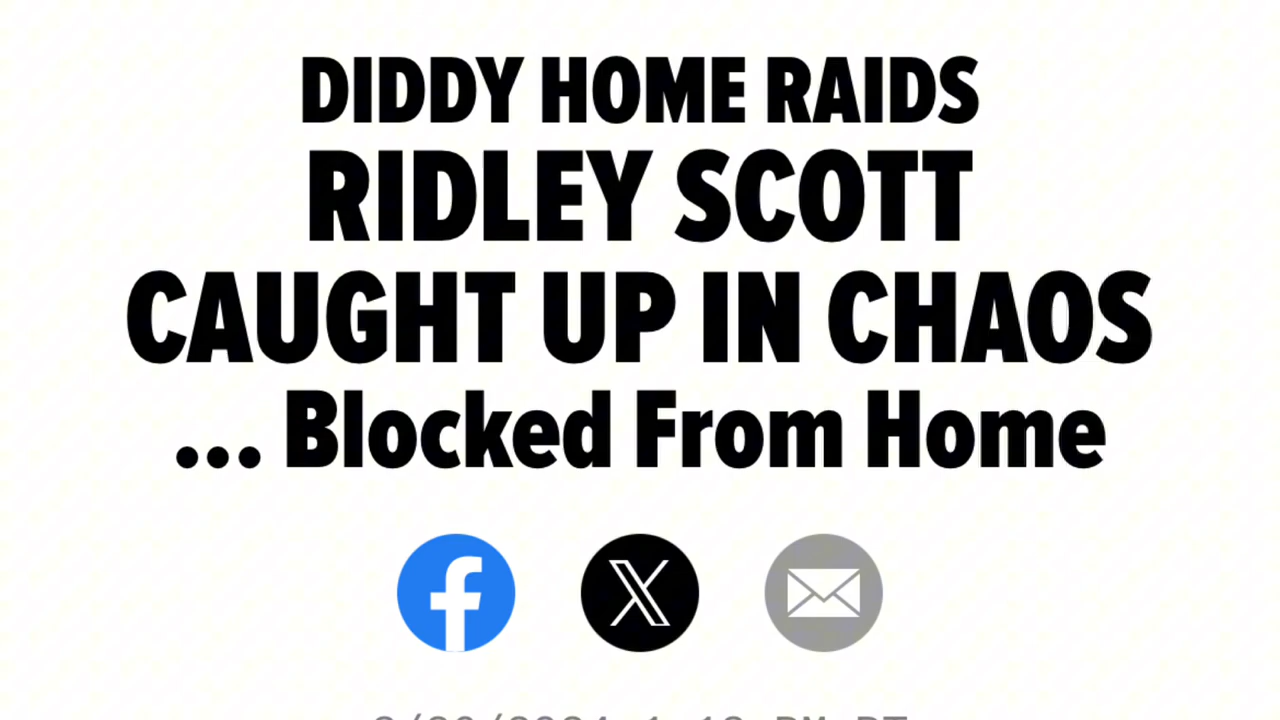 DIDDY HOME RAIDS
RIDLEY SCOTT
CAUGHT UP IN CHAOS
... Blocked From Home